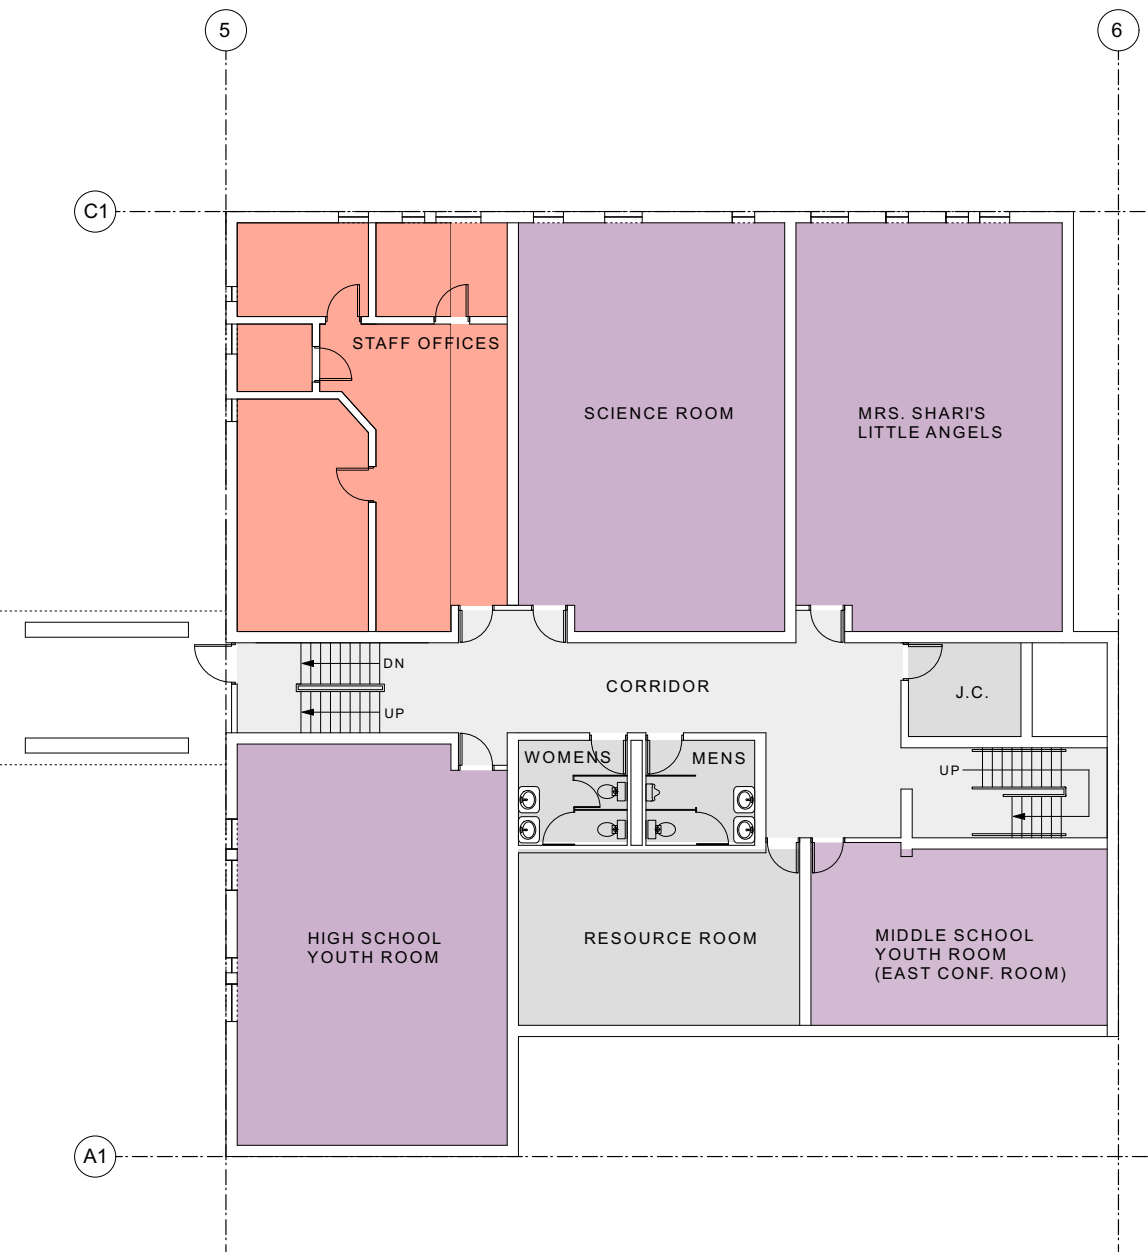 5
6
C1
STAFF OFFICES
SCIENCE ROOM
MRS. SHARI'S
LITTLE ANGELS
DN
CORRIDOR
J.C.
UP
WOMENS
MENS
UP
HIGH SCHOOL
YOUTH ROOM
RESOURCE ROOM
MIDDLE SCHOOL
YOUTH ROOM
(EAST CONF. ROOM)
A1